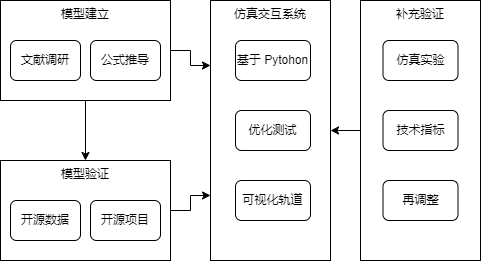 模型建立
文献调研
公式推导
模型验证
开源数据
开源项目
仿真交互系统
基于 Pytohon
优化测试
可视化轨道
补充验证
仿真实验
技术指标
再调整